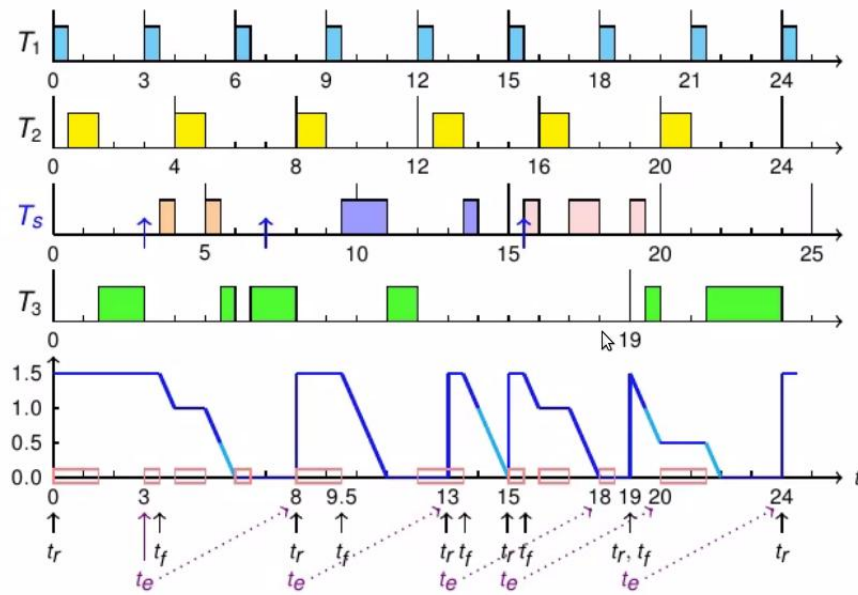 T1
0 3 6 9 12 15 18 21 24
T2
0 4 8 12 16 20 24
Ts
0 5 10 15 20 25
T3
0 19
1.5
1.0
0.5
0.0
0 3 8 9.5 13 15 18 19 20 24 t
tr tf tr tf tr tf tr tf tr, tf tr
te te te te te